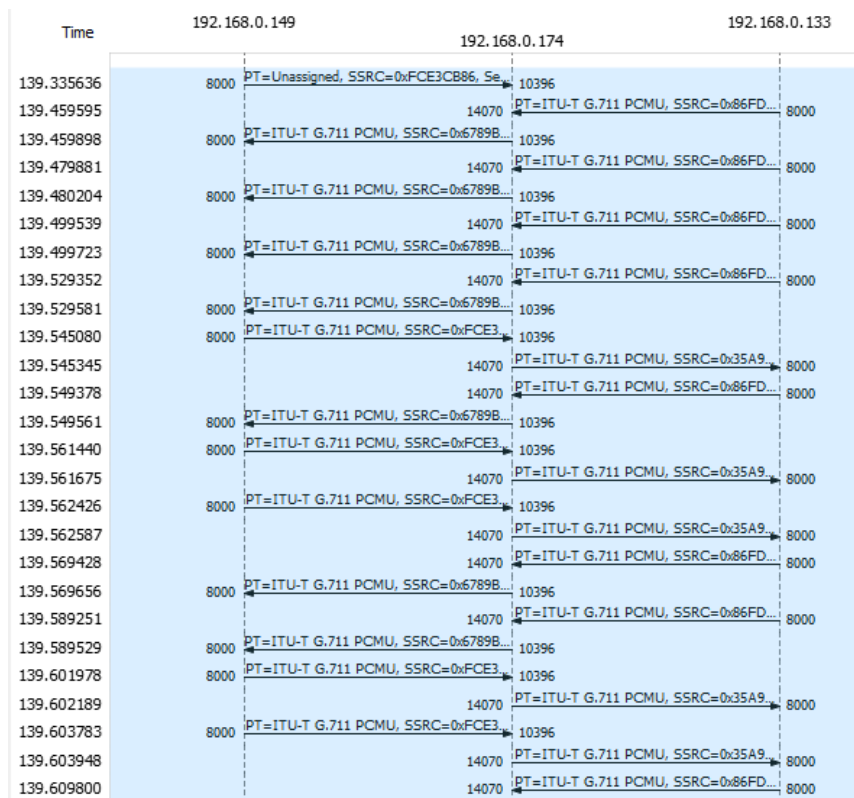 Time 192.168.0.149 192.168.0.174 192.168.0.133
139.335636 8000 PT=Unassigned, SSRC=0xFCE3CB86, Se... 10396
139.459595 14070 PT=ITU-T G.711 PCMU, SSRC=0x86FD... 8000
139.459898 8000 PT=ITU-T G.711 PCMU, SSRC=0x6789B... 10396
139.479881 14070 PT=ITU-T G.711 PCMU, SSRC=0x86FD... 8000
139.480204 8000 PT=ITU-T G.711 PCMU, SSRC=0x6789B... 10396
139.499539 14070 PT=ITU-T G.711 PCMU, SSRC=0x86FD... 8000
139.499723 8000 PT=ITU-T G.711 PCMU, SSRC=0x6789B... 10396
139.529352 14070 PT=ITU-T G.711 PCMU, SSRC=0x86FD... 8000
139.529581 8000 PT=ITU-T G.711 PCMU, SSRC=0x6789B... 10396
139.545080 8000 PT=ITU-T G.711 PCMU, SSRC=0xFCE3... 10396
139.545345 14070 PT=ITU-T G.711 PCMU, SSRC=0x35A9... 8000
139.549378 14070 PT=ITU-T G.711 PCMU, SSRC=0x86FD... 8000
139.549561 8000 PT=ITU-T G.711 PCMU, SSRC=0x6789B... 10396
139.561440 8000 PT=ITU-T G.711 PCMU, SSRC=0xFCE3... 10396
139.561675 14070 PT=ITU-T G.711 PCMU, SSRC=0x35A9... 8000
139.562426 8000 PT=ITU-T G.711 PCMU, SSRC=0xFCE3... 10396
139.562587 14070 PT=ITU-T G.711 PCMU, SSRC=0x35A9... 8000
139.569428 14070 PT=ITU-T G.711 PCMU, SSRC=0x86FD... 8000
139.569656 8000 PT=ITU-T G.711 PCMU, SSRC=0x6789B... 10396
139.589251 14070 PT=ITU-T G.711 PCMU, SSRC=0x86FD... 8000
139.589529 8000 PT=ITU-T G.711 PCMU, SSRC=0x6789B... 10396
139.601978 8000 PT=ITU-T G.711 PCMU, SSRC=0xFCE3... 10396
139.602189 14070 PT=ITU-T G.711 PCMU, SSRC=0x35A9... 8000
139.603783 8000 PT=ITU-T G.711 PCMU, SSRC=0xFCE3... 10396
139.603948 14070 PT=ITU-T G.711 PCMU, SSRC=0x35A9... 8000
139.609800 14070 PT=ITU-T G.711 PCMU, SSRC=0x86FD... 8000